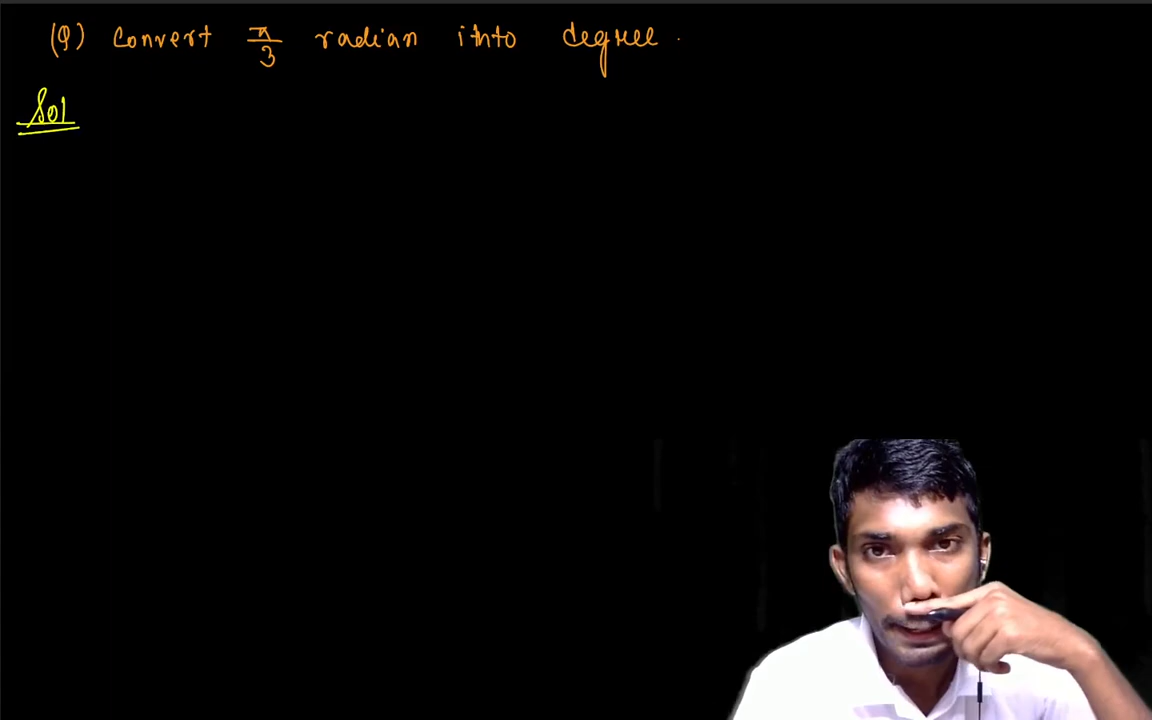 (Q) Convert π/3 radian into degree.
Sol